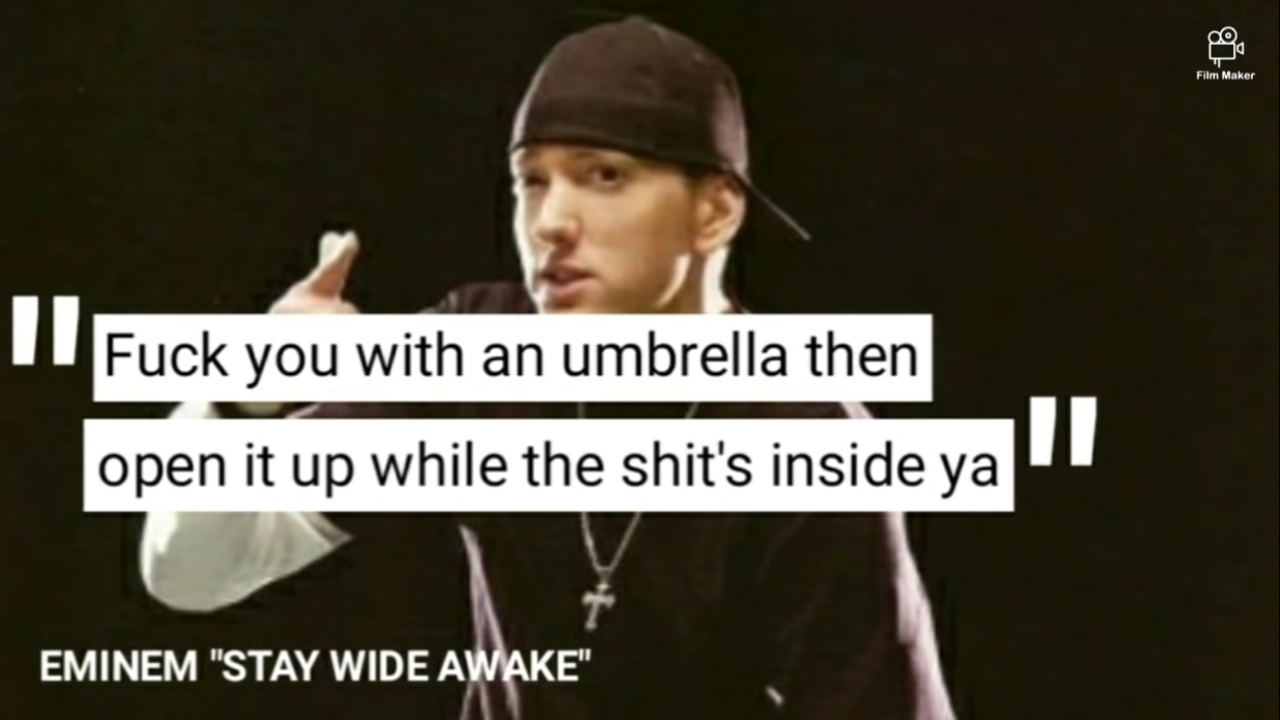 Film Maker
"Fuck you with an umbrella then
open it up while the shit's inside ya"
EMINEM "STAY WIDE AWAKE"